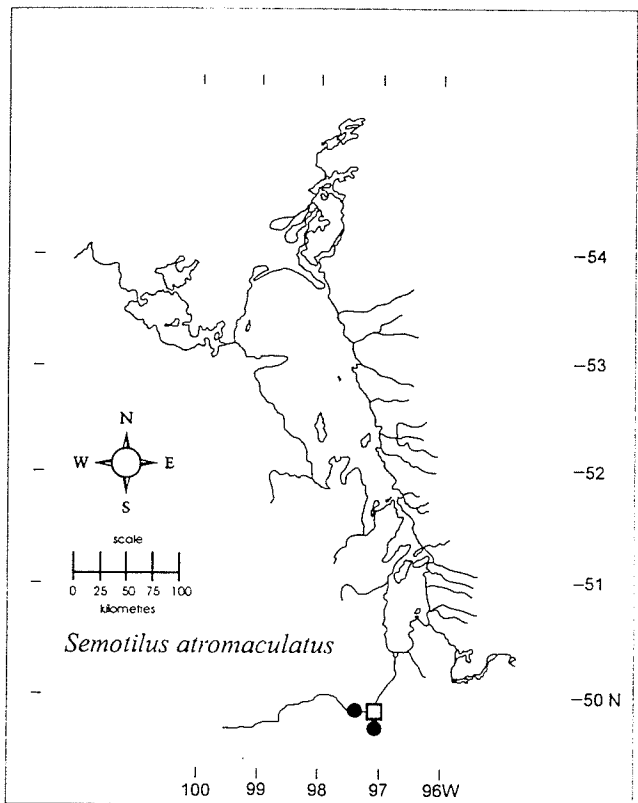 –54
–53
N
W E
S
–52
scale
0 25 50 75 100
kilometres
–51
Semotilus atromaculatus
–50 N
100 99 98 97 96W